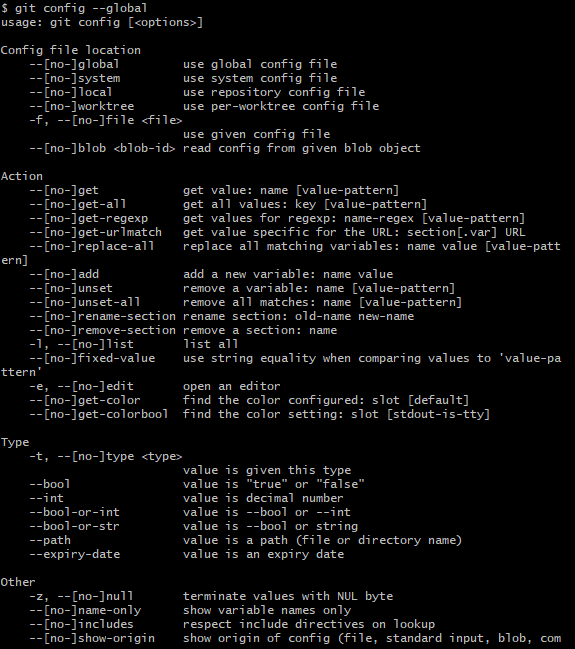 $ git config --global
usage: git config [<options>]

Config file location
    --[no-]global         use global config file
    --[no-]system         use system config file
    --[no-]local          use repository config file
    --[no-]worktree       use per-worktree config file
    -f, --[no-]file <file>
                          use given config file
    --[no-]blob <blob-id> read config from given blob object

Action
    --[no-]get            get value: name [value-pattern]
    --[no-]get-all        get all values: key [value-pattern]
    --[no-]get-regexp     get values for regexp: name-regex [value-pattern]
    --[no-]get-urlmatch   get value specific for the URL: section[.var] URL
    --[no-]replace-all    replace all matching variables: name value [value-patt
ern]
    --[no-]add            add a new variable: name value
    --[no-]unset          remove a variable: name [value-pattern]
    --[no-]unset-all      remove all matches: name [value-pattern]
    --[no-]rename-section rename section: old-name new-name
    --[no-]remove-section remove a section: name
    -l, --[no-]list       list all
    --[no-]fixed-value    use string equality when comparing values to 'value-pa
ttern'
    -e, --[no-]edit       open an editor
    --[no-]get-color      find the color configured: slot [default]
    --[no-]get-colorbool  find the color setting: slot [stdout-is-tty]

Type
    -t, --[no-]type <type>
                          value is given this type
    --bool                value is "true" or "false"
    --int                 value is decimal number
    --bool-or-int         value is --bool or --int
    --bool-or-str         value is --bool or string
    --path                value is a path (file or directory name)
    --expiry-date         value is an expiry date

Other
    -z, --[no-]null       terminate values with NUL byte
    --[no-]name-only      show variable names only
    --[no-]includes       respect include directives on lookup
    --[no-]show-origin    show origin of config (file, standard input, blob, com